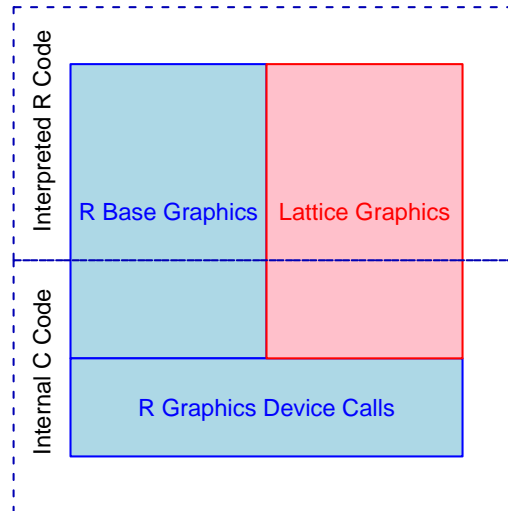 Interpreted R Code
R Base Graphics
Lattice Graphics
Internal C Code
R Graphics Device Calls